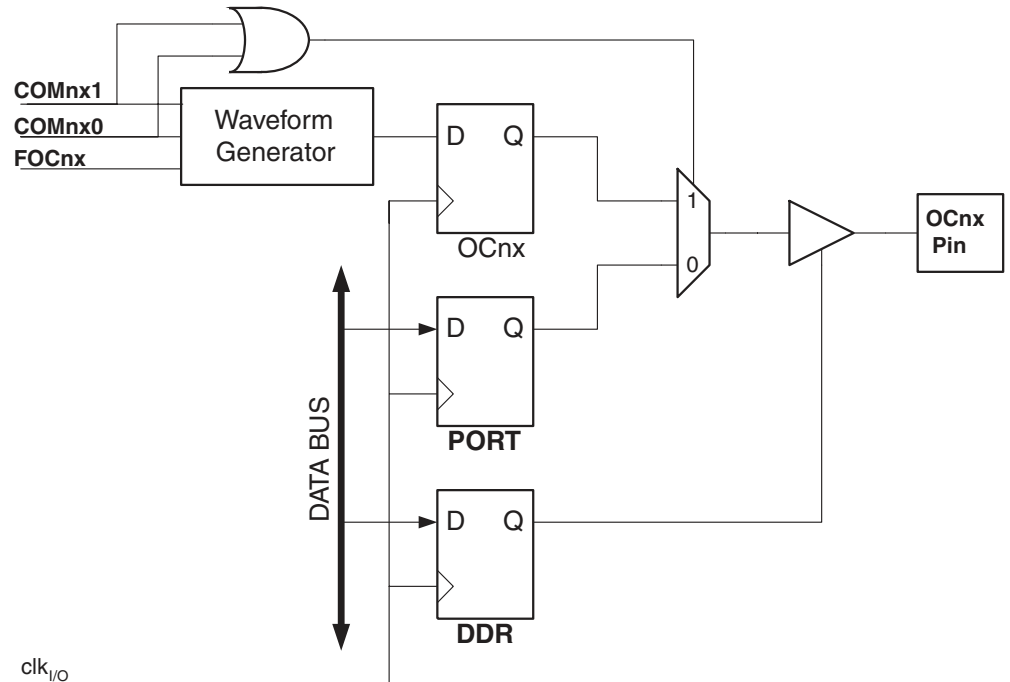 COMnx1
COMnx0
FOCnx
Waveform
Generator
D Q
OCnx
1
0
OCnx
Pin
D Q
PORT
DATA BUS
D Q
DDR
clkI/O